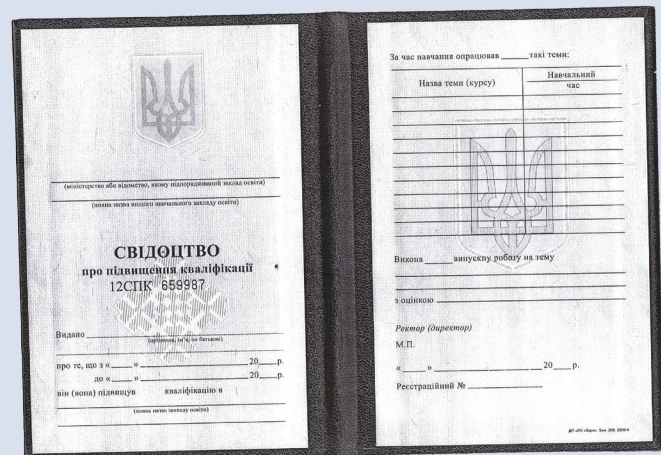 (міністерство або відомство, якому підпорядкований заклад освіти)
(повна назва вищого навчального закладу освіти)
СВІДОЦТВО
про підвищення кваліфікації
12СПК 659987
Видано
(прізвище, ім'я, по батькові)
про те, що з « » 20 р.
до « » 20 р.
він (вона) підвищув кваліфікацію в
(повна назва закладу освіти)
За час навчання опрацював такі теми:
Назва теми (курсу) Навчальний
час
Викона випускну роботу на тему
з оцінкою
Ректор (директор)
М.П.
« » 20 р.
Реєстраційний №